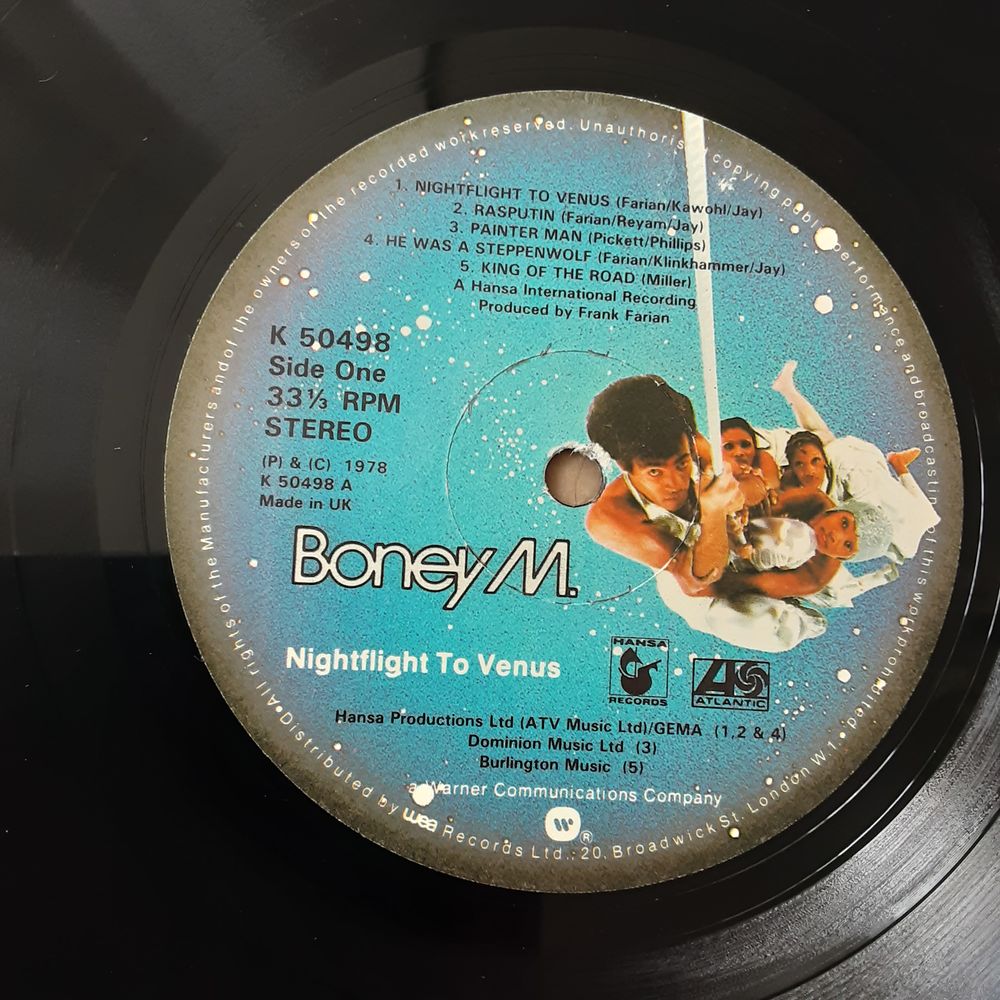 1. NIGHTFLIGHT TO VENUS (Farian/Kawohl/Jay)
2. RASPUTIN (Farian/Reyam/Jay)
3. PAINTER MAN (Pickett/Phillips)
4. HE WAS A STEPPENWOLF (Farian/Klinkhammer/Jay)
5. KING OF THE ROAD (Miller)
A Hansa International Recording
Produced by Frank Farian
K 50498
Side One
33⅓ RPM
STEREO
(P) & (C) 1978
K 50498 A
Made in UK
Boney M.
Nightflight To Venus
HANSA
RECORDS
ATLANTIC
Hansa Productions Ltd (ATV Music Ltd)/GEMA (1,2 & 4)
Dominion Music Ltd (3)
Burlington Music (5)
a Warner Communications Company
W ®
•All rights of the Manufacturers and of the owners of the recorded work reserved. Unauthoris copying publ performance and broadcasting of this work prohibited.
•Distributed by wea Records Ltd., 20, Broadwick St. London W.1.